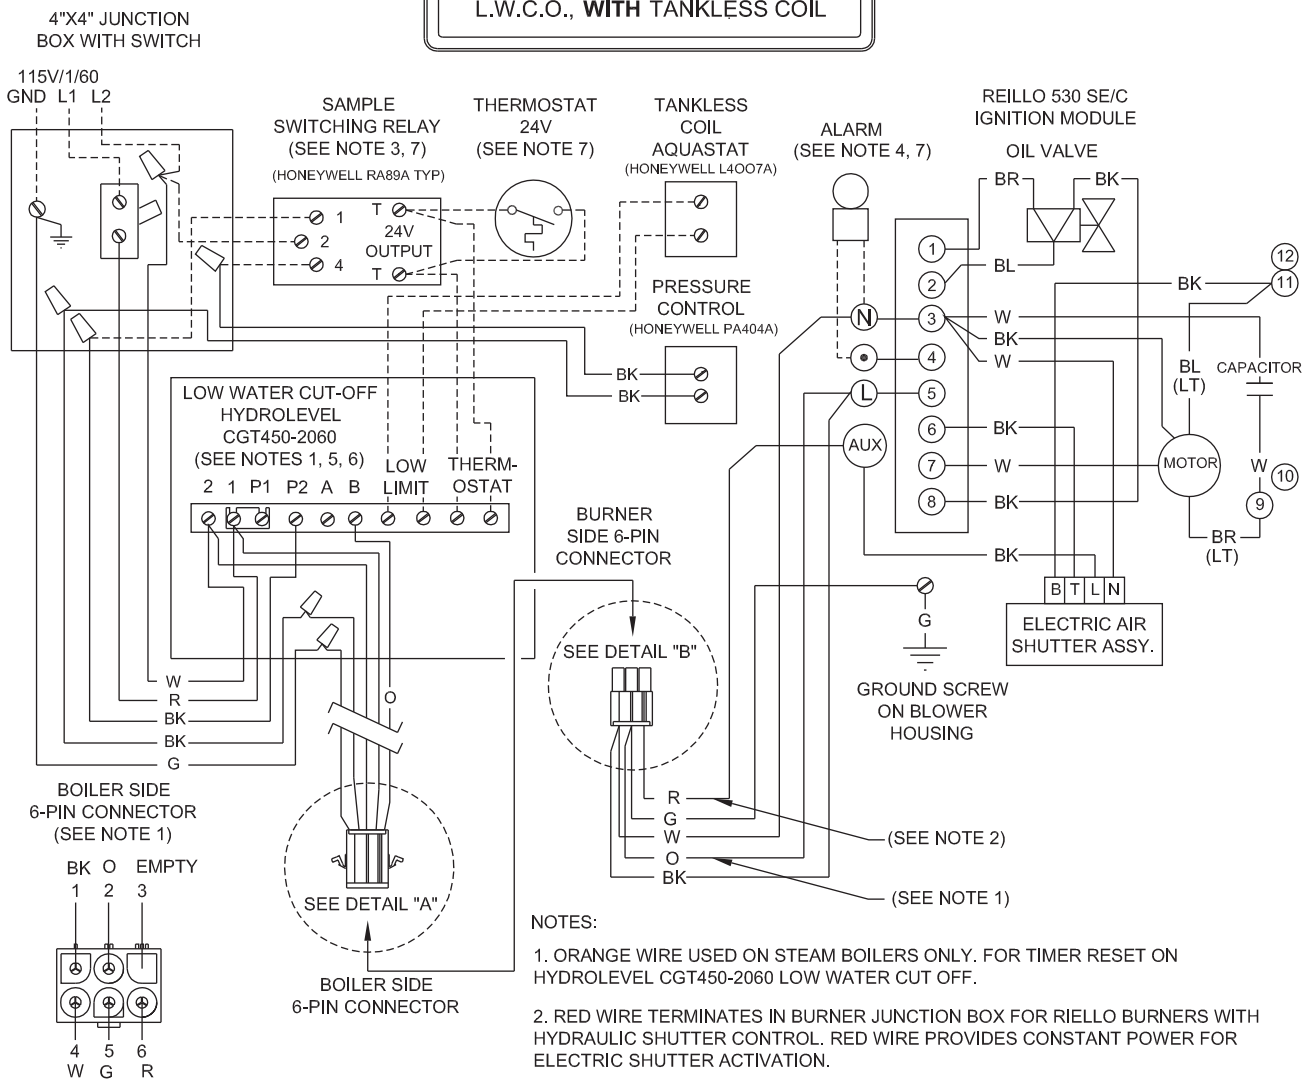 L.W.C.O., WITH TANKLESS COIL
4"X4" JUNCTION
BOX WITH SWITCH
115V/1/60
GND L1 L2
SAMPLE
SWITCHING RELAY
(SEE NOTE 3, 7)
(HONEYWELL RA89A TYP)
THERMOSTAT
24V
(SEE NOTE 7)
TANKLESS
COIL
AQUASTAT
(HONEYWELL L4OO7A)
ALARM
(SEE NOTE 4, 7)
REILLO 530 SE/C
IGNITION MODULE
OIL VALVE
BR
BK
1
2
4
T
24V
OUTPUT
T
PRESSURE
CONTROL
(HONEYWELL PA404A)
BK
BK
BL
1
2
3
4
5
6
7
8
N
L
AUX
W
BK
W
BK
W
BK
BK
BK
12
11
BL
(LT)
CAPACITOR
MOTOR
W
10
9
BR
(LT)
B T L N
ELECTRIC AIR
SHUTTER ASSY.
LOW WATER CUT-OFF
HYDROLEVEL
CGT450-2060
(SEE NOTES 1, 5, 6)
2 1 P1 P2 A B
LOW
LIMIT
THERM-
OSTAT
BURNER
SIDE 6-PIN
CONNECTOR
SEE DETAIL "B"
G
GROUND SCREW
ON BLOWER
HOUSING
W
R
BK
BK
G
O
R
G
W
O
BK
(SEE NOTE 2)
(SEE NOTE 1)
BOILER SIDE
6-PIN CONNECTOR
(SEE NOTE 1)
BK O EMPTY
1 2 3
4 5 6
W G R
SEE DETAIL "A"
BOILER SIDE
6-PIN CONNECTOR
NOTES:
1. ORANGE WIRE USED ON STEAM BOILERS ONLY. FOR TIMER RESET ON
HYDROLEVEL CGT450-2060 LOW WATER CUT OFF.
2. RED WIRE TERMINATES IN BURNER JUNCTION BOX FOR RIELLO BURNERS WITH
HYDRAULIC SHUTTER CONTROL. RED WIRE PROVIDES CONSTANT POWER FOR
ELECTRIC SHUTTER ACTIVATION.